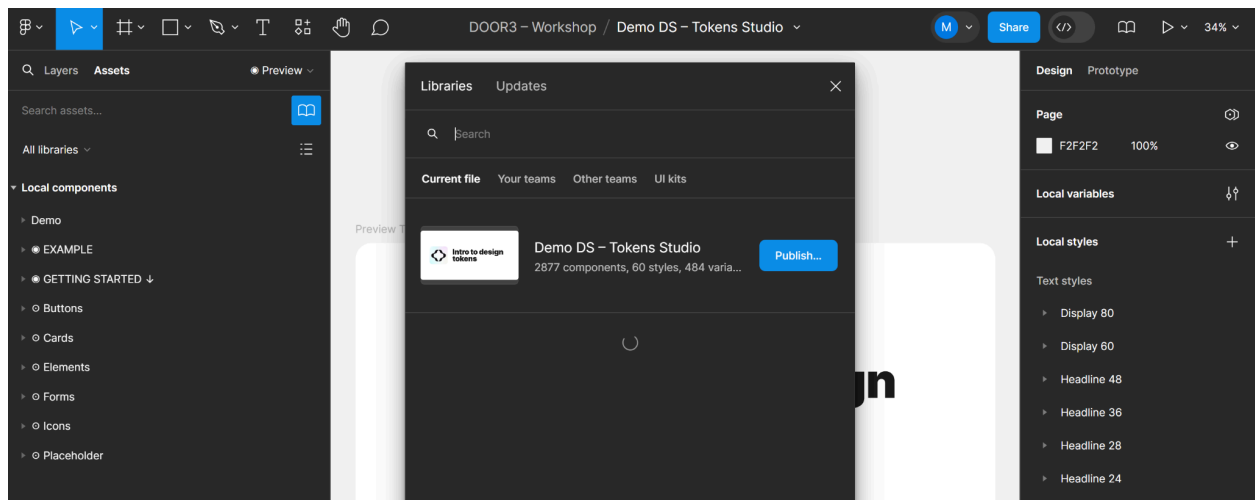 DOOR3 – Workshop / Demo DS – Tokens Studio
M
Share
34%
Layers Assets
Preview
Search assets...
All libraries
Local components
Demo
◉ EXAMPLE
◉ GETTING STARTED ↓
⊙ Buttons
⊙ Cards
⊙ Elements
⊙ Forms
⊙ Icons
⊙ Placeholder
Preview T
Libraries Updates
Search
Current file Your teams Other teams UI kits
Intro to design
tokens
Demo DS – Tokens Studio
2877 components, 60 styles, 484 varia...
Publish...
gn
Design Prototype
Page
F2F2F2 100%
Local variables
Local styles
Text styles
Display 80
Display 60
Headline 48
Headline 36
Headline 28
Headline 24